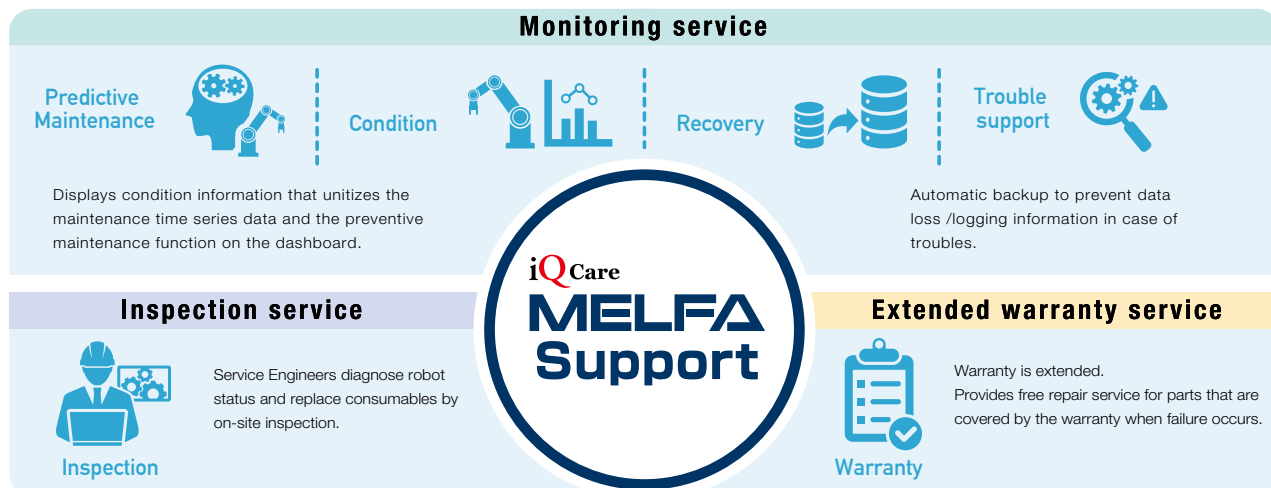 Monitoring service
Predictive
Maintenance
Condition
Recovery
Trouble
support
Displays condition information that unitizes the
maintenance time series data and the preventive
maintenance function on the dashboard.
Automatic backup to prevent data
loss /logging information in case of
troubles.
iQ Care
MELFA
Support
Inspection service
Service Engineers diagnose robot
status and replace consumables by
on-site inspection.
Inspection
Extended warranty service
Warranty is extended.
Provides free repair service for parts that are
covered by the warranty when failure occurs.
Warranty